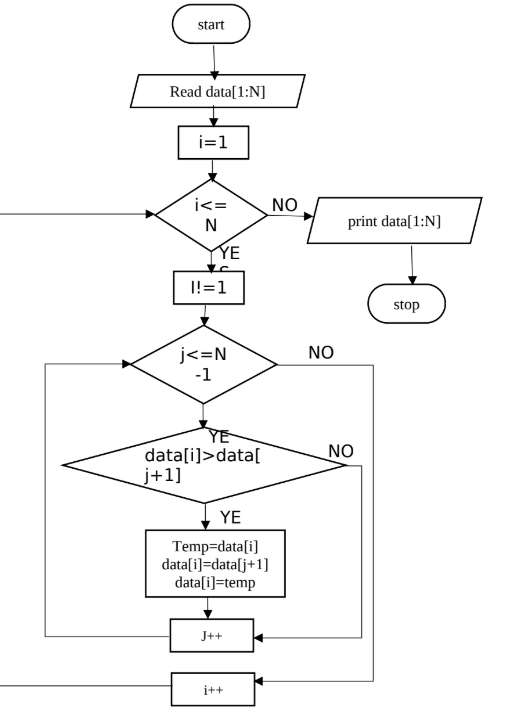 start
Read data[1:N]
i=1
i<=
N
NO
print data[1:N]
YE
I!=1
stop
j<=N
-1
NO
YE
data[i]>data[
j+1]
NO
YE
Temp=data[i]
data[i]=data[j+1]
data[i]=temp
J++
i++